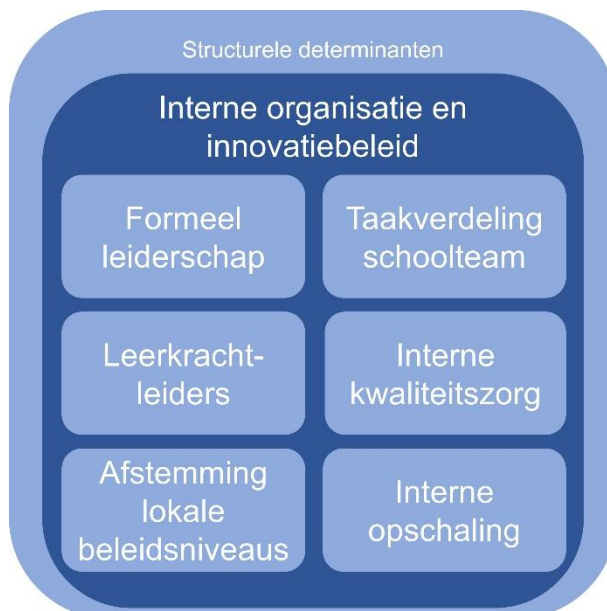 Structurele determinanten
Interne organisatie en
innovatiebeleid
Formeel
leiderschap
Taakverdeling
schoolteam
Leerkracht-
leiders
Interne
kwaliteitszorg
Afstemming
lokale
beleidsniveaus
Interne
opschaling